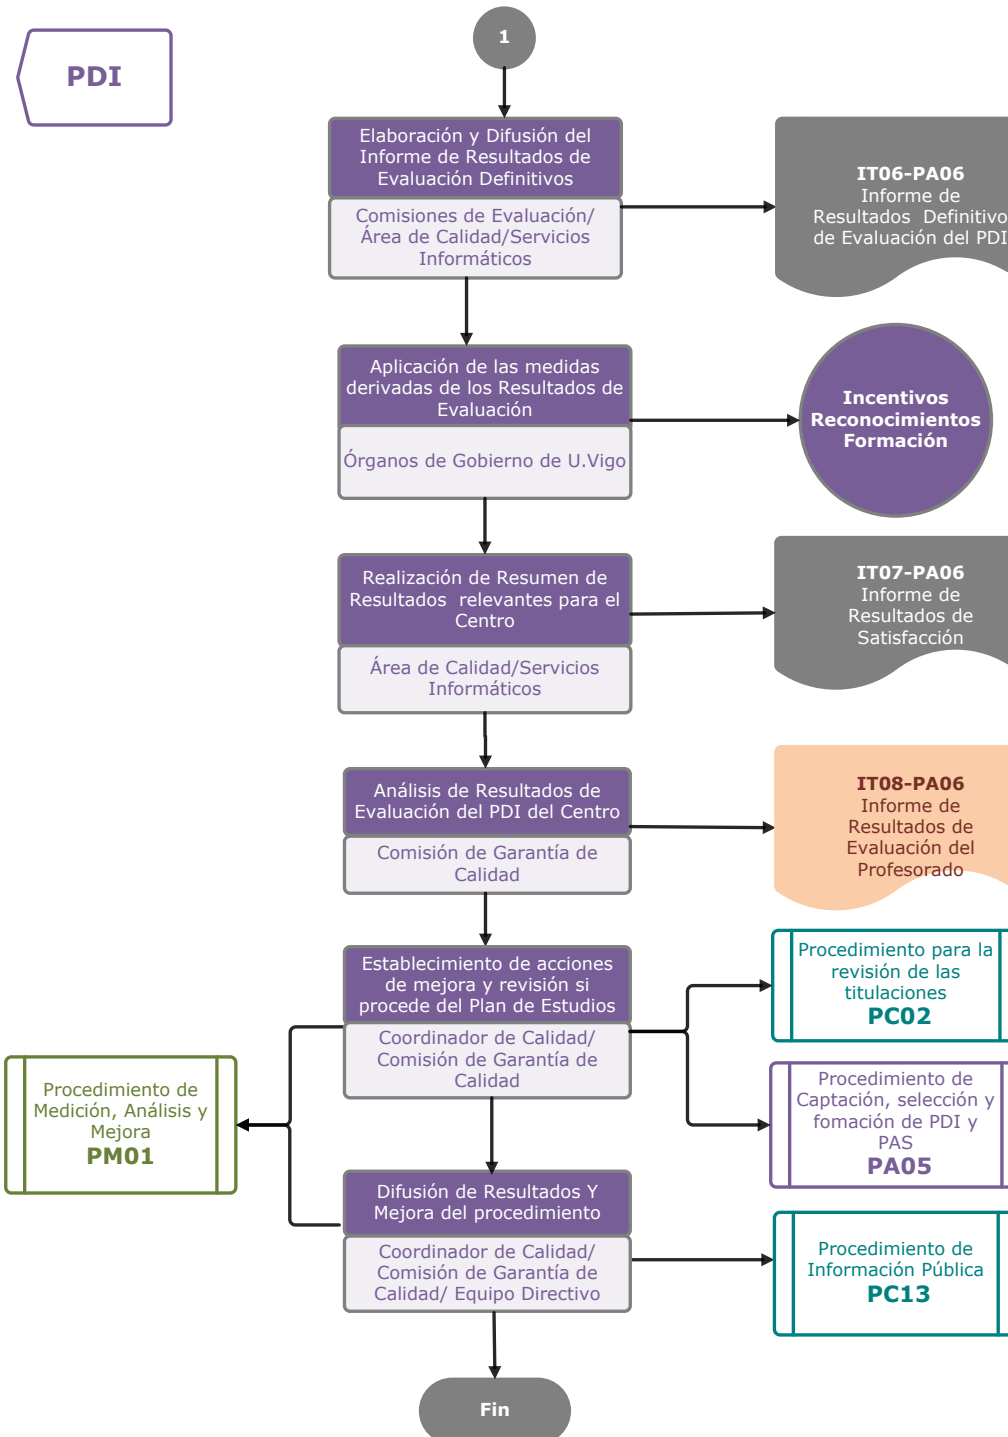 PDI
1
Elaboración y Difusión del
Informe de Resultados de
Evaluación Definitivos
Comisiones de Evaluación/
Área de Calidad/Servicios
Informáticos
IT06-PA06
Informe de
Resultados Definitivo
de Evaluación del PDI
Aplicación de las medidas
derivadas de los Resultados de
Evaluación
Órganos de Gobierno de U.Vigo
Incentivos
Reconocimientos
Formación
Realización de Resumen de
Resultados relevantes para el
Centro
Área de Calidad/Servicios
Informáticos
IT07-PA06
Informe de
Resultados de
Satisfacción
Análisis de Resultados de
Evaluación del PDI del Centro
Comisión de Garantía de
Calidad
IT08-PA06
Informe de
Resultados de
Evaluación del
Profesorado
Establecimiento de acciones
de mejora y revisión si
procede del Plan de Estudios
Coordinador de Calidad/
Comisión de Garantía de
Calidad
Procedimiento para la
revisión de las
titulaciones
PC02
Procedimiento de
Captación, selección y
fomación de PDI y
PAS
PA05
Procedimiento de
Medición, Análisis y
Mejora
PM01
Difusión de Resultados Y
Mejora del procedimiento
Coordinador de Calidad/
Comisión de Garantía de
Calidad/ Equipo Directivo
Procedimiento de
Información Pública
PC13
Fin